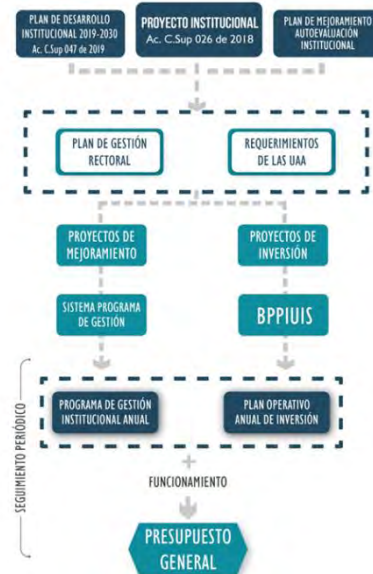 PLAN DE DESARROLLO
INSTITUCIONAL 2019-2030
Ac. C.Sup 047 de 2019
PROYECTO INSTITUCIONAL
Ac. C.Sup 026 de 2018
PLAN DE MEJORAMIENTO
AUTOEVALUACIÓN
INSTITUCIONAL
PLAN DE GESTIÓN
RECTORAL
REQUERIMIENTOS
DE LAS UAA
PROYECTOS DE
MEJORAMIENTO
PROYECTOS DE
INVERSIÓN
SISTEMA PROGRAMA
DE GESTIÓN
BPPIUIS
SEGUIMIENTO PERIÓDICO
PROGRAMA DE GESTIÓN
INSTITUCIONAL ANUAL
PLAN OPERATIVO
ANUAL DE INVERSIÓN
+
FUNCIONAMIENTO
PRESUPUESTO
GENERAL